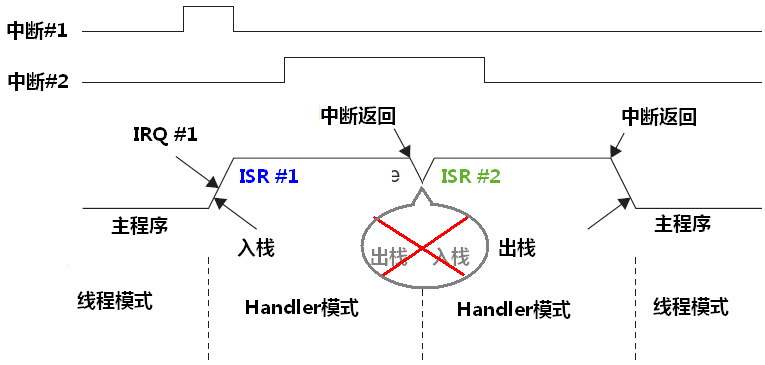 中断#1
中断#2
中断返回
中断返回
IRQ #1
ISR #1
e
ISR #2
主程序
入栈
出栈
入栈
出栈
主程序
线程模式
Handler模式
Handler模式
线程模式